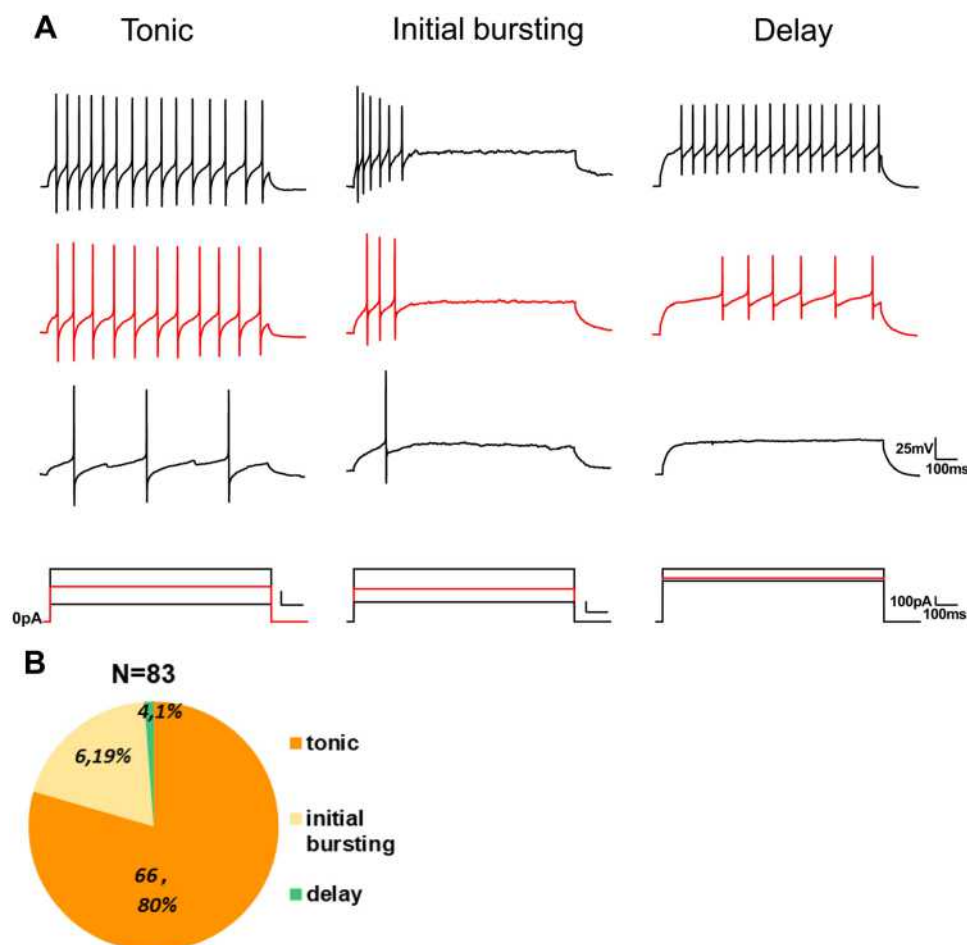 A
Tonic
Initial bursting
Delay
25mV
100ms
0pA
100pA
100ms
B
N=83
4,1%
6,19%
66 ,
80%
tonic
initial
bursting
delay